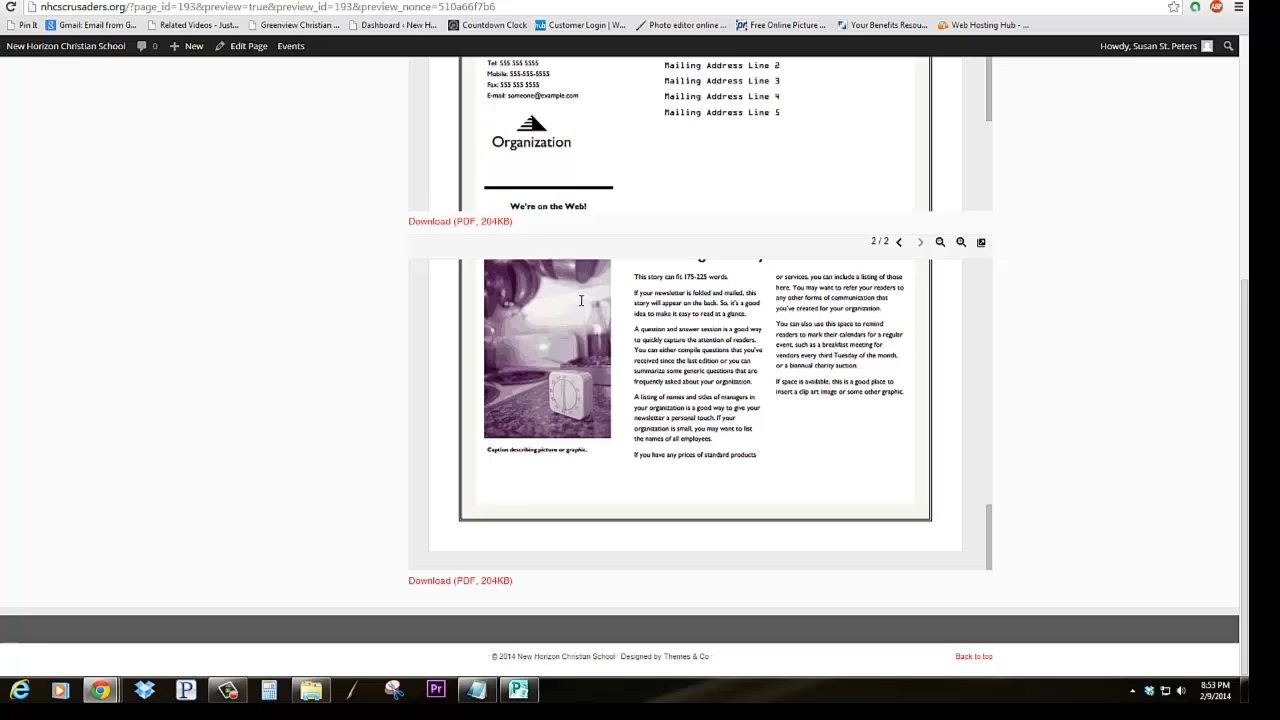 nhcscrusaders.org/?page_id=193&preview=true&preview_id=193&preview_nonce=510a66f7b6
Pin It Gmail: Email from G... Related Videos - Just... Greenview Christian ... Dashboard ‹ New H... Countdown Clock Customer Login | W... Photo editor online ... Free Online Picture ... Your Benefits Resou... Web Hosting Hub - ...
New Horizon Christian School 0 New Edit Page Events Howdy, Susan St. Peters
Tel: 555 555 5555
Mobile: 555-555-5555
Fax: 555 555 5555
E-mail: someone@example.com
Organization
We're on the Web!
Mailing Address Line 2
Mailing Address Line 3
Mailing Address Line 4
Mailing Address Line 5
Download (PDF, 204KB)
2 / 2
Caption describing picture or graphic.
This story can fit 175-225 words.
If your newsletter is folded and mailed, this
story will appear on the back. So, it's a good
idea to make it easy to read at a glance.
A question and answer session is a good way
to quickly capture the attention of readers.
You can either compile questions that you've
received since the last edition or you can
summarize some generic questions that are
frequently asked about your organization.
A listing of names and titles of managers in
your organization is a good way to give your
newsletter a personal touch. If your
organization is small, you may want to list
the names of all employees.
If you have any prices of standard products
or services, you can include a listing of those
here. You may want to refer your readers to
any other forms of communication that
you've created for your organization.
You can also use this space to remind
readers to mark their calendars for a regular
event, such as a breakfast meeting for
vendors every third Tuesday of the month,
or a biannual charity auction.
If space is available, this is a good place to
insert a clip art image or some other graphic.
Download (PDF, 204KB)
© 2014 New Horizon Christian School · Designed by Themes & Co ·
Back to top
8:53 PM
2/9/2014